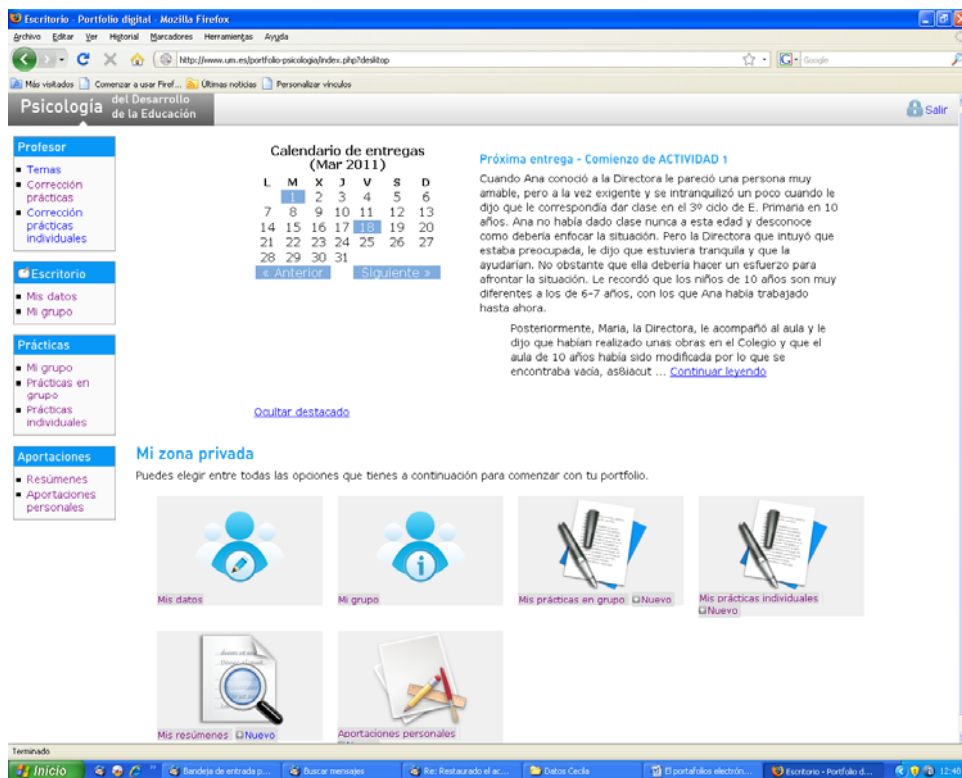 Escritorio - Portfolio digital - Mozilla Firefox
Archivo Editar Ver Historial Marcadores Herramientas Ayuda
http://www.um.es/portfolio-psicologia/index.php?desktop
Google
Más visitados Comenzar a usar Firef... Últimas noticias Personalizar vínculos
Psicología del Desarrollo
de la Educación
Salir
Profesor
Temas
Corrección
prácticas
Corrección
prácticas
individuales
Escritorio
Mis datos
Mi grupo
Prácticas
Mi grupo
Prácticas en
grupo
Prácticas
individuales
Aportaciones
Resúmenes
Aportaciones
personales
Calendario de entregas
(Mar 2011)
L M X J V S D
1 2 3 4 5 6
7 8 9 10 11 12 13
14 15 16 17 18 19 20
21 22 23 24 25 26 27
28 29 30 31
« Anterior Siguiente »
Próxima entrega - Comienzo de ACTIVIDAD 1
Cuando Ana conoció a la Directora le pareció una persona muy
amable, pero a la vez exigente y se intranquilizó un poco cuando le
dijo que le correspondía dar clase en el 3º ciclo de E. Primaria en 10
años. Ana no había dado clase nunca a esta edad y desconoce
como debería enfocar la situación. Pero la Directora que intuyó que
estaba preocupada, le dijo que estuviera tranquila y que la
ayudarían. No obstante que ella debería hacer un esfuerzo para
afrontar la situación. Le recordó que los niños de 10 años son muy
diferentes a los de 6-7 años, con los que Ana había trabajado
hasta ahora.
Posteriormente, Maria, la Directora, le acompañó al aula y le
dijo que habían realizado unas obras en el Colegio y que el
aula de 10 años había sido modificada por lo que se
encontraba vacía, as8iacut ... Continuar leyendo
Ocultar destacado
Mi zona privada
Puedes elegir entre todas las opciones que tienes a continuación para comenzar con tu portfolio.
Mis datos
Mi grupo
Mis prácticas en grupo Nuevo
Mis prácticas individuales
Nuevo
Mis resúmenes Nuevo
Aportaciones personales
Terminado
Inicio
Bandeja de entrada p...
Buscar mensajes
Re: Restaurado el ac...
Datos Cecila
El portafolios electrón...
Escritorio - Portfolio d...
12:48